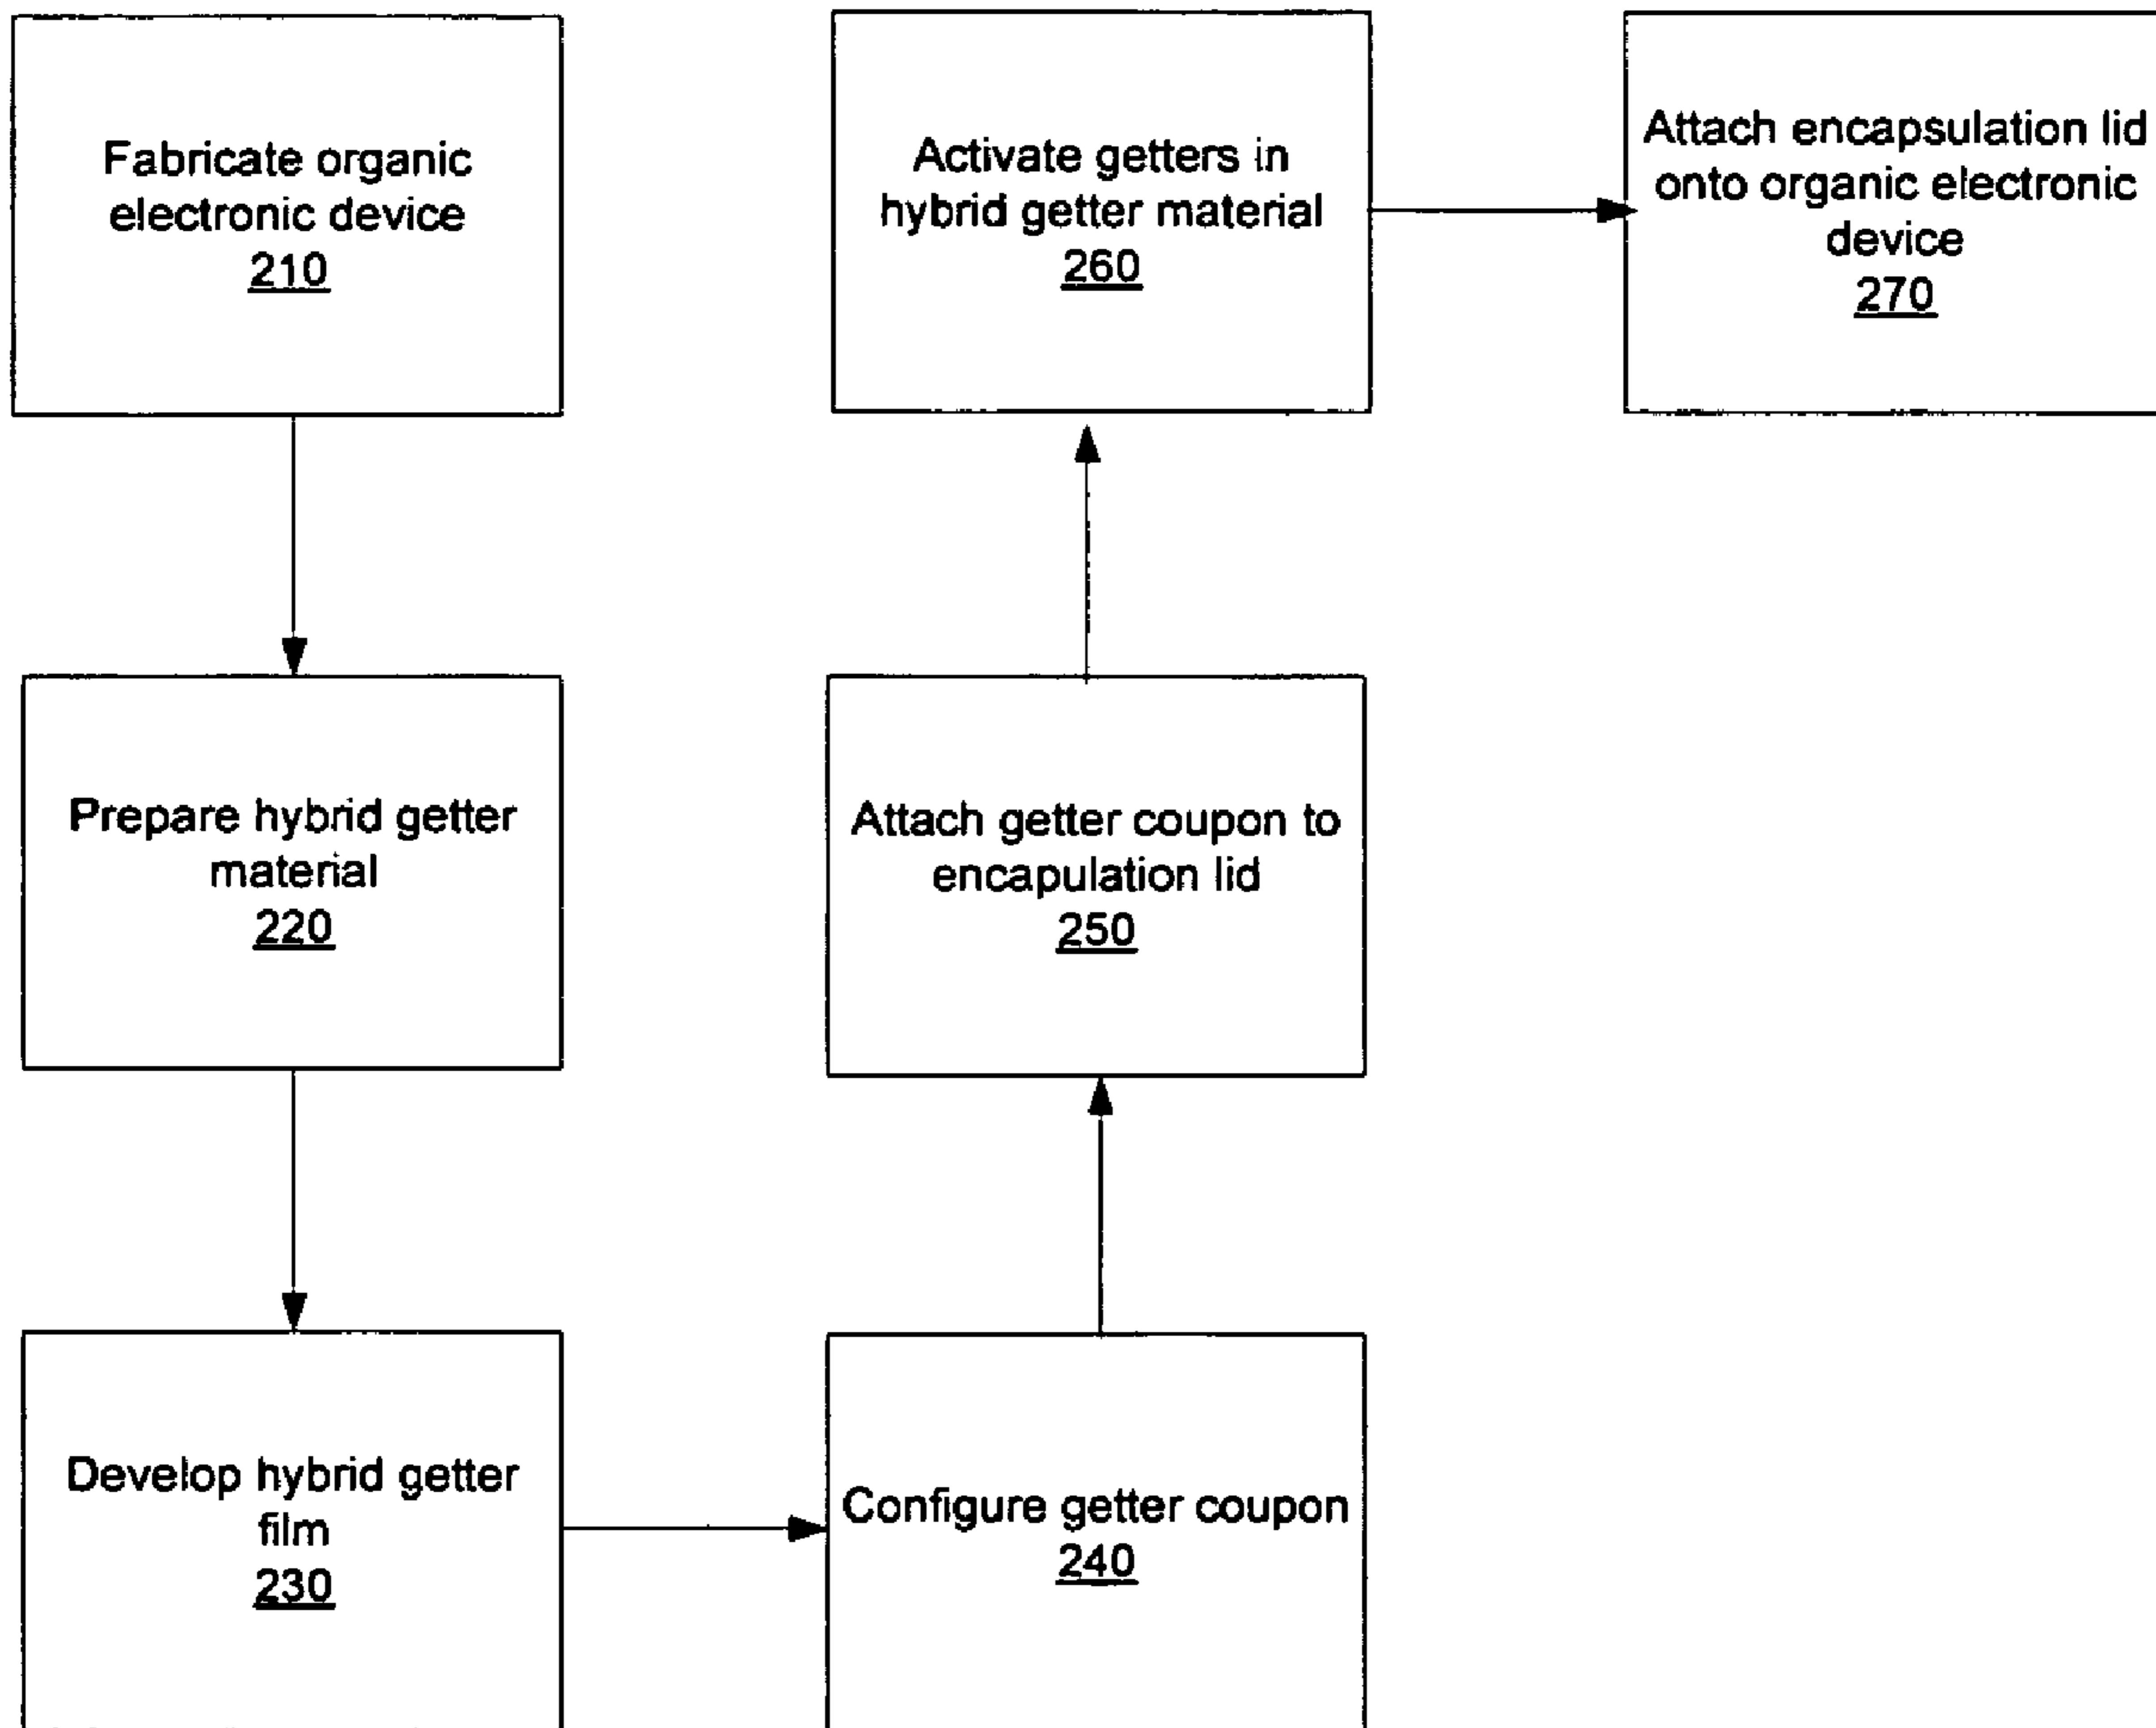 Fabricate organic
electronic device
210
Prepare hybrid getter
material
220
Develop hybrid getter
film
230
Configure getter coupon
240
Attach getter coupon to
encapulation lid
250
Activate getters in
hybrid getter material
260
Attach encapsulation lid
onto organic electronic
device
270